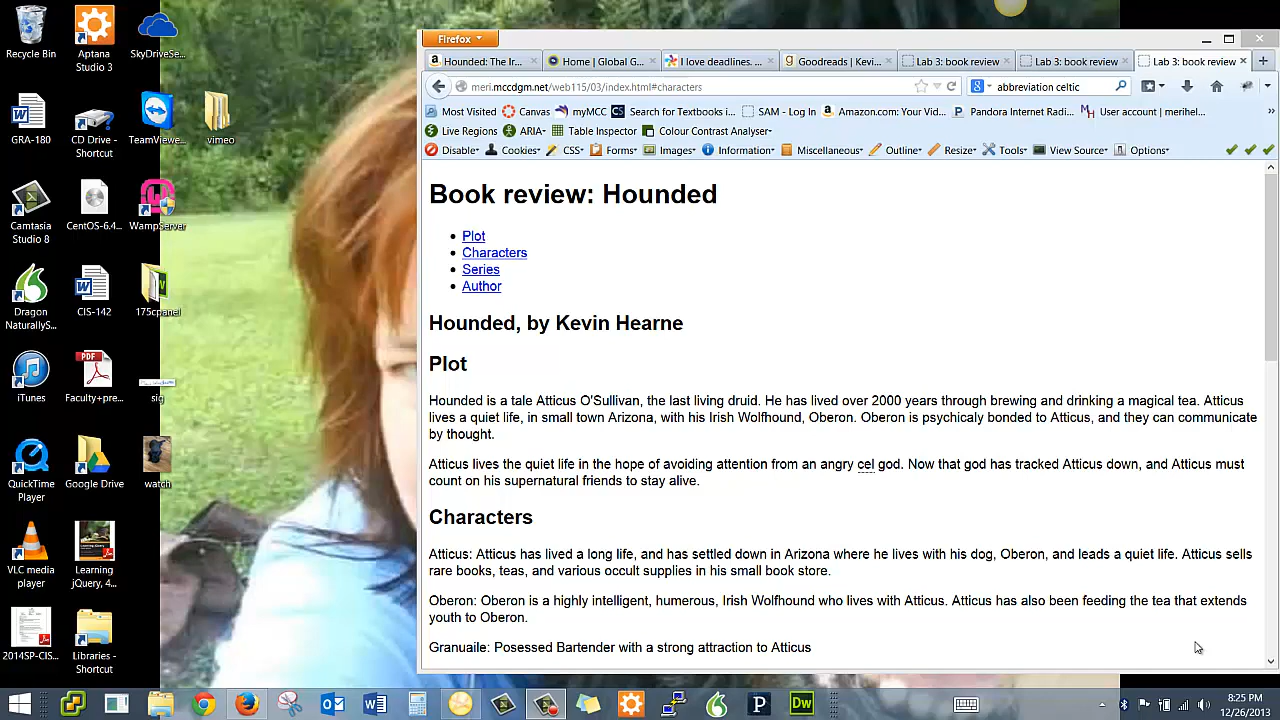 Recycle Bin
Aptana Studio 3
SkyDriveSe...
GRA-180
CD Drive - Shortcut
TeamViewe...
vimeo
Camtasia Studio 8
CentOS-6.4...
WampServer
Dragon NaturallyS...
CIS-142
175cpanel
iTunes
Faculty+pre...
sig
QuickTime Player
Google Drive
watch
VLC media player
Learning jQuery, 4...
2014SP-CIS...
Libraries - Shortcut
Firefox
Hounded: The Ir...
Home | Global G...
I love deadlines. ...
Goodreads | Kevi...
Lab 3: book review
Lab 3: book review
Lab 3: book review
meri.mccdgm.net/web115/03/index.html#characters
abbreviation celtic
Most Visited Canvas myMCC Search for Textbook... SAM - Log In Amazon.com: Your Vid... Pandora Internet Radi... User account | merihe...
Live Regions ARIA Table Inspector Colour Contrast Analyser
Disable Cookies CSS Forms Images Information Miscellaneous Outline Resize Tools View Source Options
Book review: Hounded
Plot
Characters
Series
Author
Hounded, by Kevin Hearne
Plot
Hounded is a tale Atticus O'Sullivan, the last living druid. He has lived over 2000 years through brewing and drinking a magical tea. Atticus
lives a quiet life, in small town Arizona, with his Irish Wolfhound, Oberon. Oberon is psychicaly bonded to Atticus, and they can communicate
by thought.
Atticus lives the quiet life in the hope of avoiding attention from an angry cel god. Now that god has tracked Atticus down, and Atticus must
count on his supernatural friends to stay alive.
Characters
Atticus: Atticus has lived a long life, and has settled down in Arizona where he lives with his dog, Oberon, and leads a quiet life. Atticus sells
rare books, teas, and various occult supplies in his small book store.
Oberon: Oberon is a highly intelligent, humerous, Irish Wolfhound who lives with Atticus. Atticus has also been feeding the tea that extends
youth to Oberon.
Granuaile: Posessed Bartender with a strong attraction to Atticus
8:25 PM
12/26/2013